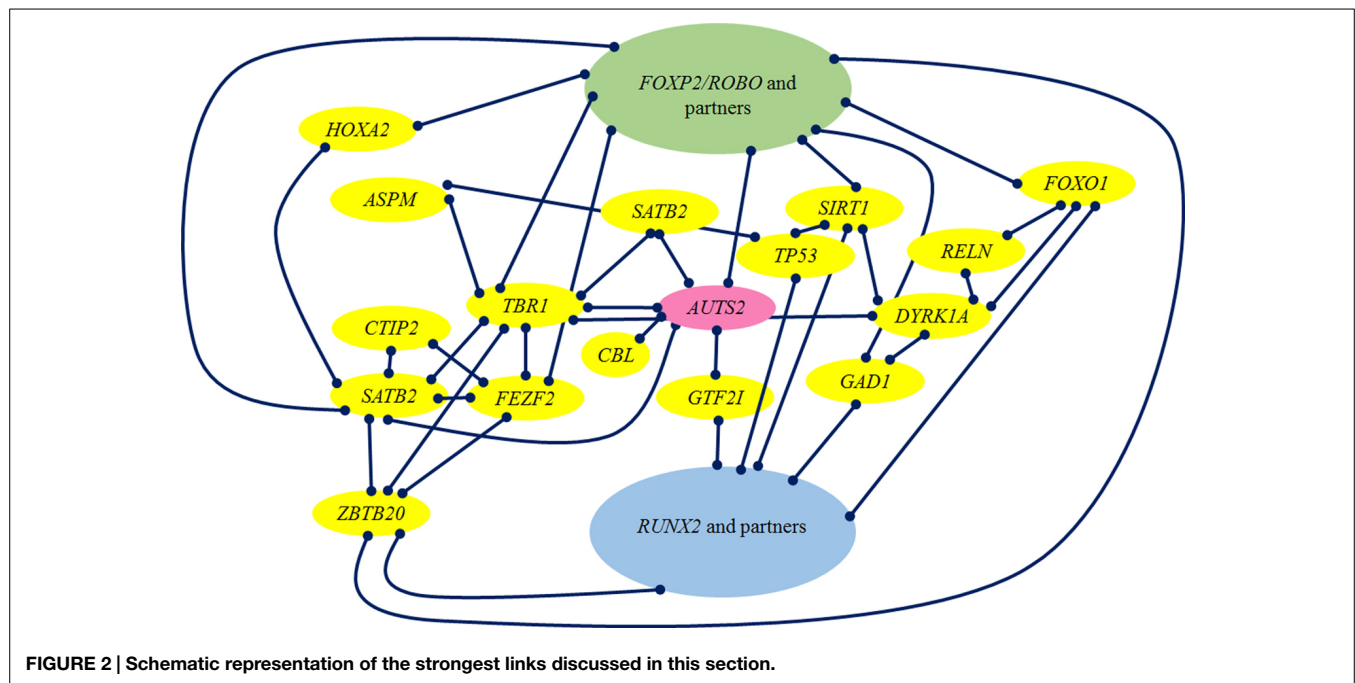 FOXP2/ROBO and
partners
HOXA2
ASPM
SATB2
SIRT1
FOXO1
TP53
RELN
TBR1
AUTS2
DYRK1A
CTIP2
CBL
GAD1
SATB2
FEZF2
GTF2I
ZBTB20
RUNX2 and partners
FIGURE 2 | Schematic representation of the strongest links discussed in this section.